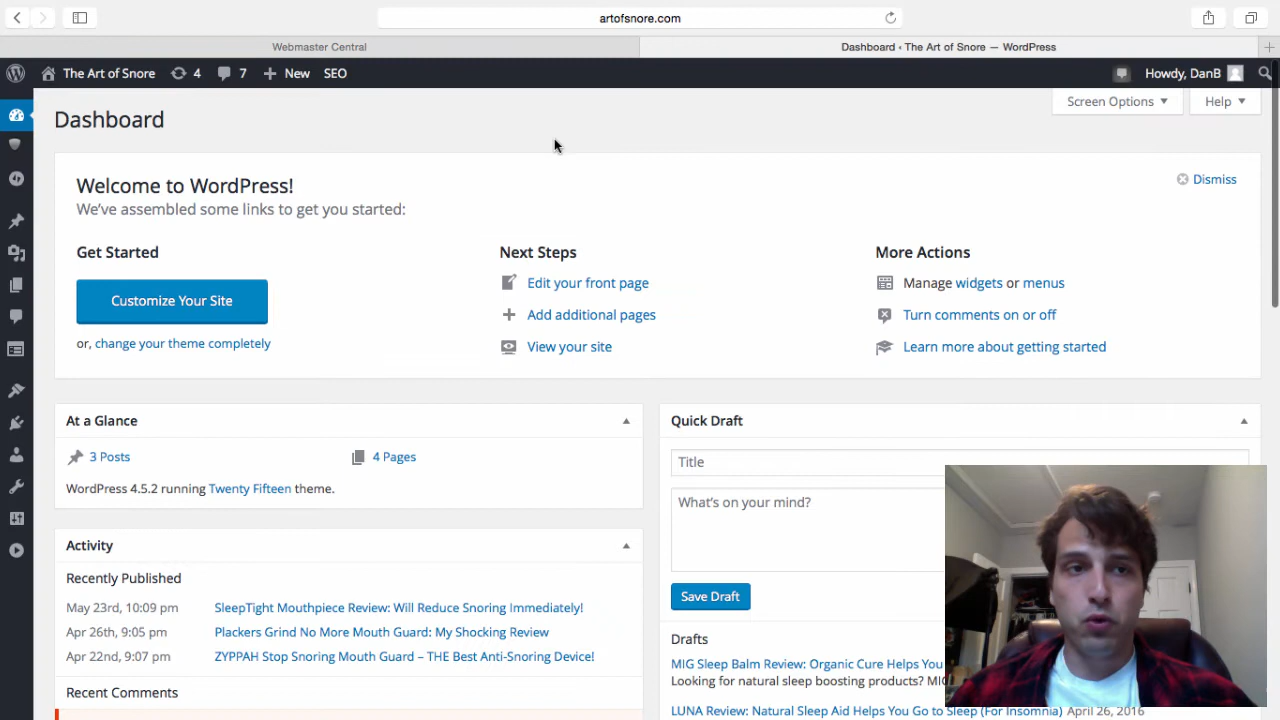 artofsnore.com
Webmaster Central
Dashboard ‹ The Art of Snore — WordPress
The Art of Snore 4 7 New SEO Howdy, DanB
Screen Options Help
Dashboard
Welcome to WordPress!
We've assembled some links to get you started:
Dismiss
Get Started
Customize Your Site
or, change your theme completely
Next Steps
Edit your front page
Add additional pages
View your site
More Actions
Manage widgets or menus
Turn comments on or off
Learn more about getting started
At a Glance
3 Posts 4 Pages
WordPress 4.5.2 running Twenty Fifteen theme.
Activity
Recently Published
May 23rd, 10:09 pm SleepTight Mouthpiece Review: Will Reduce Snoring Immediately!
Apr 26th, 9:05 pm Plackers Grind No More Mouth Guard: My Shocking Review
Apr 22nd, 9:07 pm ZYPPAH Stop Snoring Mouth Guard – THE Best Anti-Snoring Device!
Recent Comments
Quick Draft
Title
What's on your mind?
Save Draft
Drafts
MIG Sleep Balm Review: Organic Cure Helps You
Looking for natural sleep boosting products?
LUNA Review: Natural Sleep Aid Helps You Go to Sleep (For Insomnia) April 26, 2016